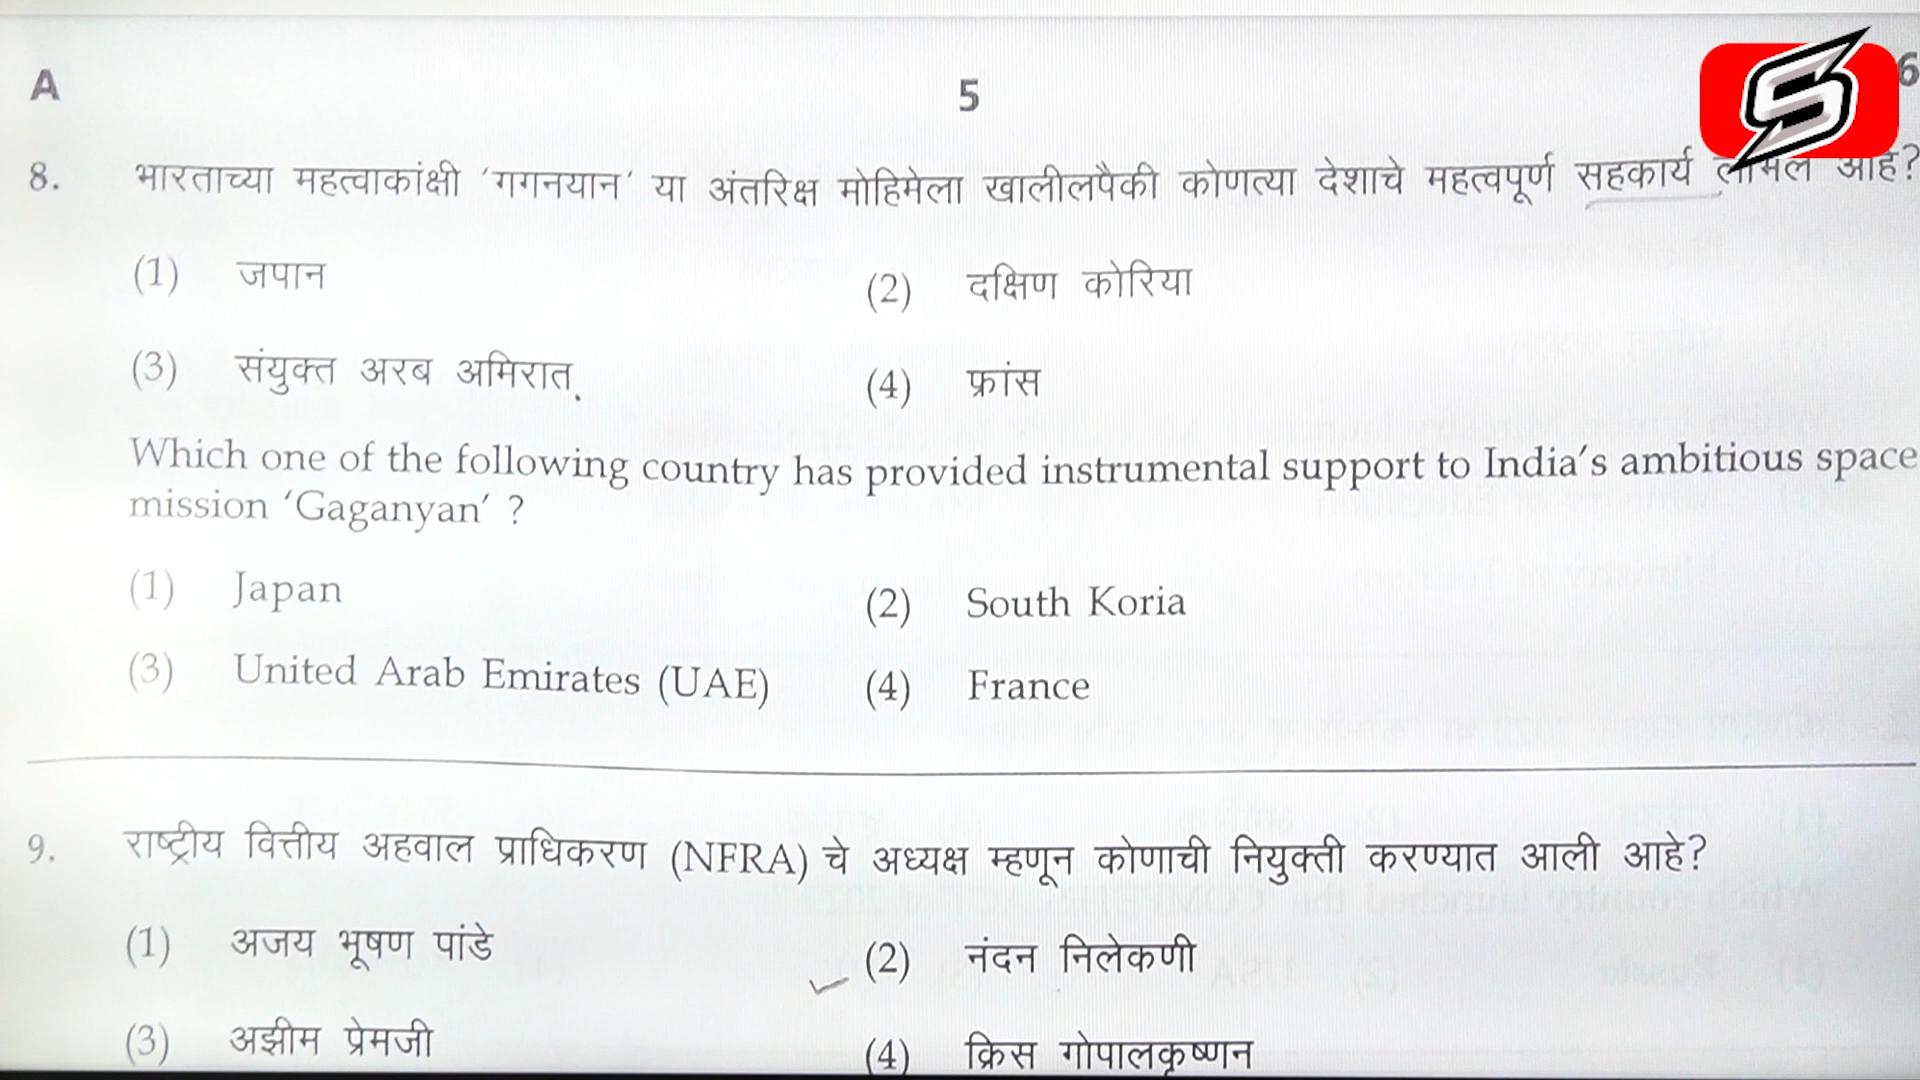 A
5
6
8. भारताच्या महत्वाकांक्षी 'गगनयान' या अंतरिक्ष मोहिमेला खालीलपैकी कोणत्या देशाचे महत्वपूर्ण सहकार्य लाभले आहे?
(1) जपान (2) दक्षिण कोरिया
(3) संयुक्त अरब अमिरात (4) फ्रांस
Which one of the following country has provided instrumental support to India's ambitious space
mission 'Gaganyan' ?
(1) Japan (2) South Koria
(3) United Arab Emirates (UAE) (4) France
9. राष्ट्रीय वित्तीय अहवाल प्राधिकरण (NFRA) चे अध्यक्ष म्हणून कोणाची नियुक्ती करण्यात आली आहे?
(1) अजय भूषण पांडे (2) नंदन निलेकणी
(3) अझीम प्रेमजी (4) क्रिस गोपालकृष्णन